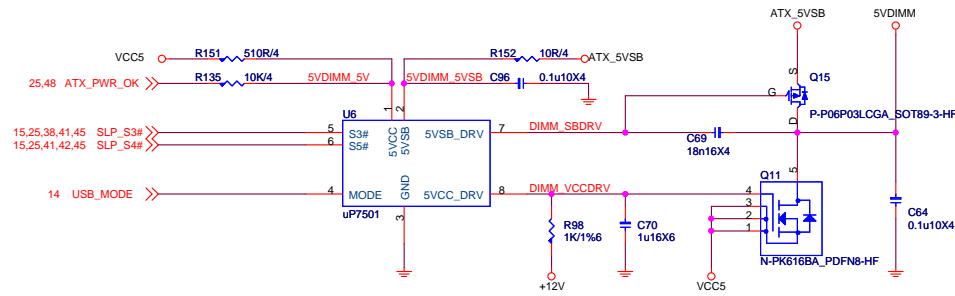 ATX_5VSB 5VDIMM
VCC5 R151 510R/4 R152 10R/4 ATX_5VSB
25,48 ATX_PWR_OK R135 10K/4 5VDIMM_5V 5VDIMM_5VSB C96 0.1u10X4
S Q15
G
P-P06P03LCGA_SOT89-3-HF
D
1 2
U6
15,25,38,41,45 SLP_S3# 5 S3# 5VCC 5VSB 5VSB_DRV 7 DIMM_SBDRV
15,25,41,42,45 SLP_S4# 6 S5#
C69
18n16X4
5
Q11
14 USB_MODE 4 MODE GND 5VCC_DRV 8 DIMM_VCCDRV 4
uP7501 3
3
2
1
R98
1K/1%6
C70
1u16X6
C64
0.1u10X4
N-PK616BA_PDFN8-HF
+12V VCC5